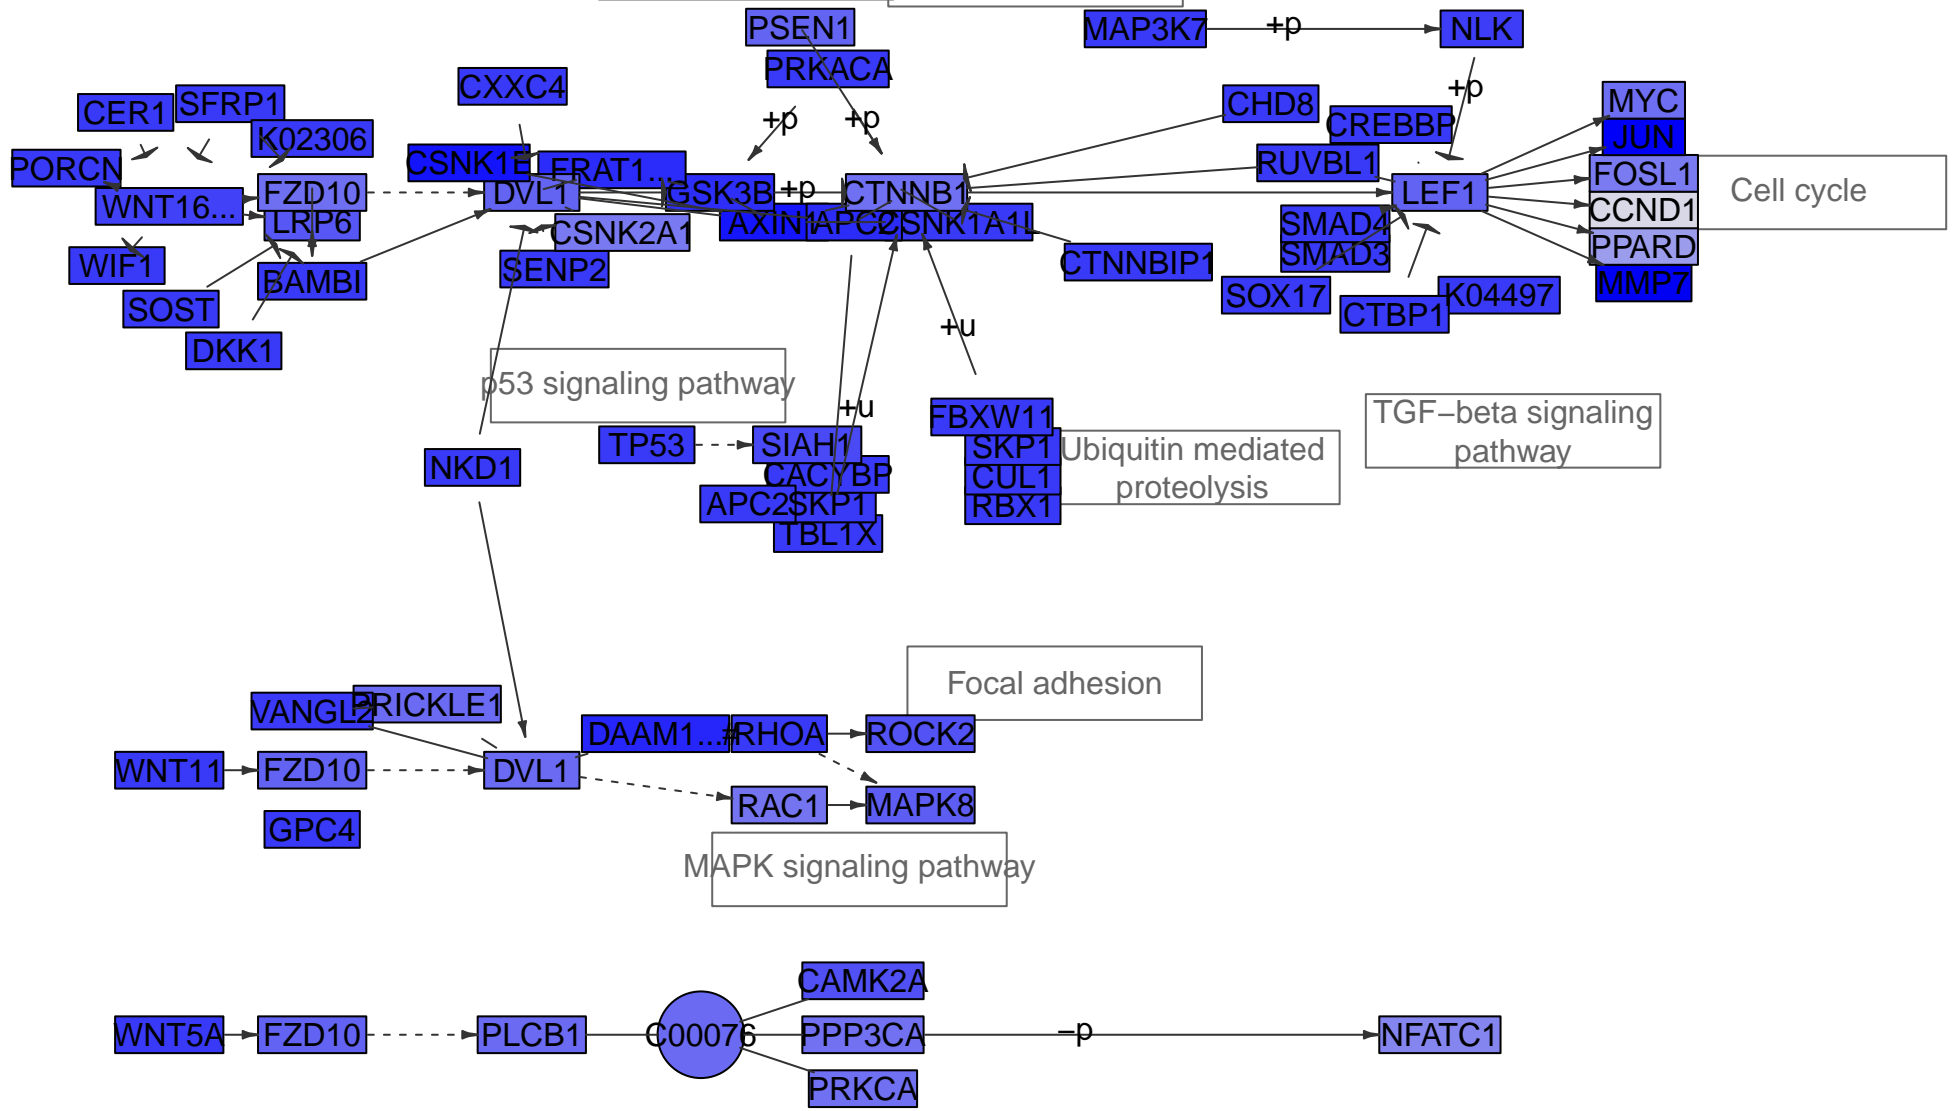 PSEN1
MAP3K7
+p
NLK
PRKACA
CXXC4
CER1
SFRP1
K02306
+p
+p
+p
CHD8
CREBBP
MYC
JUN
PORCN
CSNK1E
FRAT1...
RUVBL1
FOSL1
WNT16...
FZD10
DVL1
GSK3B
+p
CTNNB1
LEF1
Cell cycle
LRP6
CSNK2A1
AXIN1
APC2
CSNK1A1L
SMAD4
CCND1
WIF1
BAMBI
SENP2
CTNNBIP1
SMAD3
PPARD
MMP7
SOST
SOX17
K04497
CTBP1
DKK1
+u
p53 signaling pathway
+u
FBXW11
TGF−beta signaling
pathway
TP53
SIAH1
SKP1
Ubiquitin mediated
proteolysis
NKD1
CACYBP
CUL1
APC2
SKP1
RBX1
TBL1X
Focal adhesion
VANGL2
PRICKLE1
DAAM1...#
RHOA
ROCK2
WNT11
FZD10
DVL1
RAC1
MAPK8
GPC4
MAPK signaling pathway
CAMK2A
WNT5A
FZD10
PLCB1
C00076
PPP3CA
−p
NFATC1
PRKCA